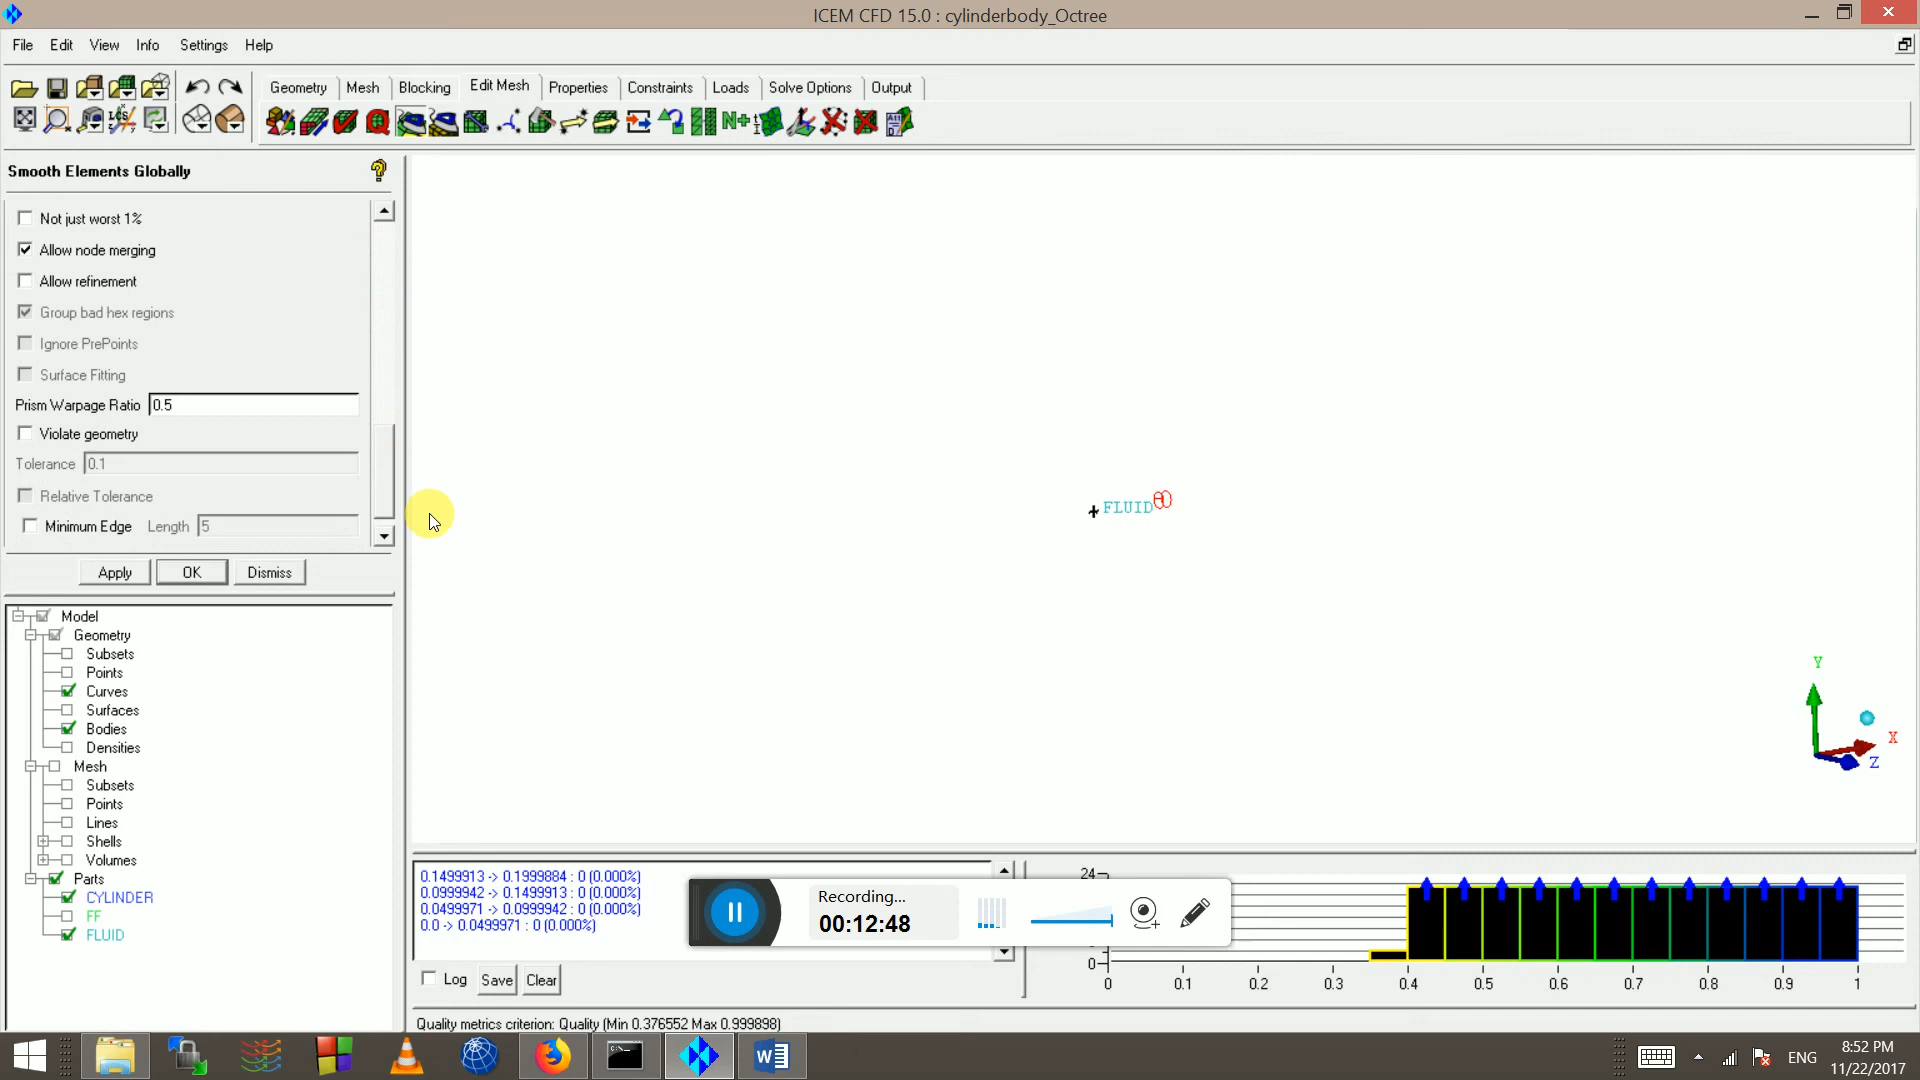 ICEM CFD 15.0 : cylinderbody_Octree
File Edit View Info Settings Help
Geometry Mesh Blocking Edit Mesh Properties Constraints Loads Solve Options Output
Smooth Elements Globally
Not just worst 1%
Allow node merging
Allow refinement
Group bad hex regions
Ignore PrePoints
Surface Fitting
Prism Warpage Ratio 0.5
Violate geometry
Tolerance 0.1
Relative Tolerance
Minimum Edge Length 5
Apply OK Dismiss
Model
Geometry
Subsets
Points
Curves
Surfaces
Bodies
Densities
Mesh
Subsets
Points
Lines
Shells
Volumes
Parts
CYLINDER
FF
FLUID
FLUID
Y
X
Z
0.1499913 -> 0.1999884 : 0 (0.000%)
0.0999942 -> 0.1499913 : 0 (0.000%)
0.0499971 -> 0.0999942 : 0 (0.000%)
0.0 -> 0.0499971 : 0 (0.000%)
Log Save Clear
Recording...
00:12:48
24
0
0 0.1 0.2 0.3 0.4 0.5 0.6 0.7 0.8 0.9 1
Quality metrics criterion: Quality (Min 0.376552 Max 0.999898)
ENG
8:52 PM
11/22/2017